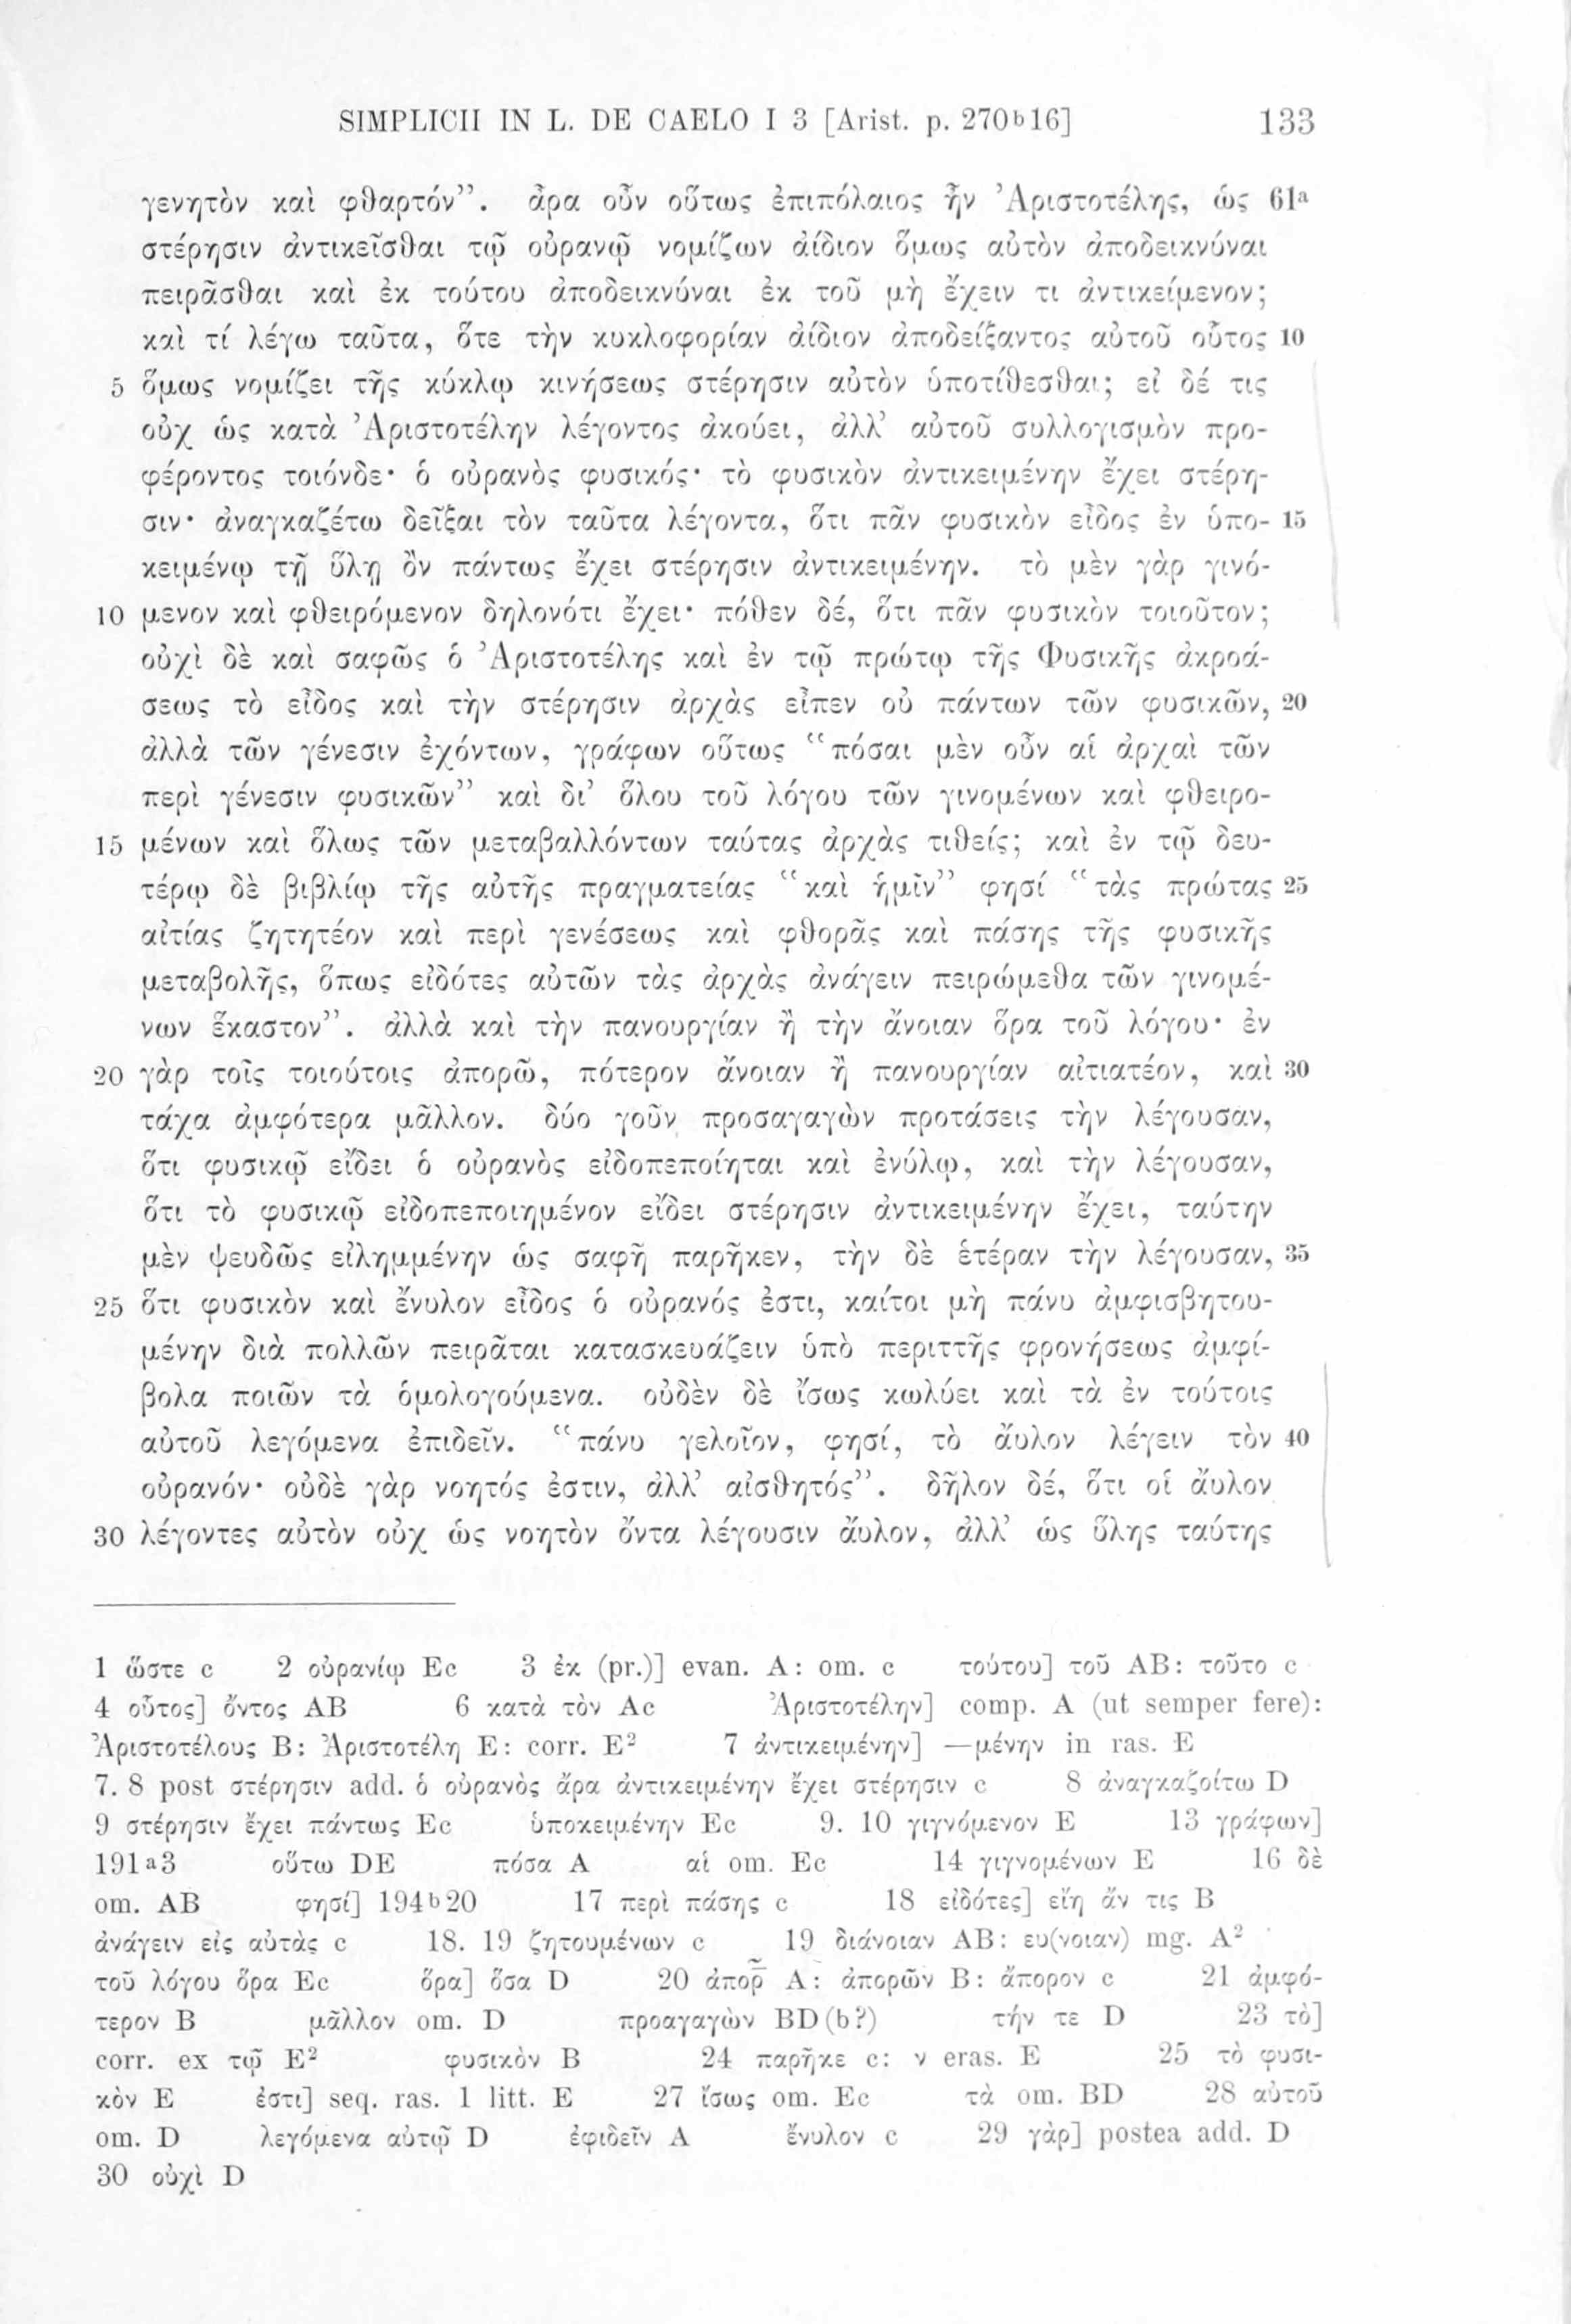 SIMPLICII IN L. DE CAELO I 3 [Arist. p. 270b16] 133
γενητὸν καὶ φθαρτόν”. ἆρα οὖν οὕτως ἐπιπόλαιος ἦν Ἀριστοτέλης, ὡς 61a
στέρησιν ἀντικεῖσθαι τῷ οὐρανῷ νομίζων ἀίδιον ὅμως αὐτὸν ἀποδεικνύναι
πειρᾶσθαι καὶ ἐκ τούτου ἀποδεικνύναι ἐκ τοῦ μὴ ἔχειν τι ἀντικείμενον;
καὶ τί λέγω ταῦτα, ὅτε τὴν κυκλοφορίαν ἀίδιον ἀποδείξαντος αὐτοῦ οὗτος 10
5 ὅμως νομίζει τῆς κύκλῳ κινήσεως στέρησιν αὐτὸν ὑποτίθεσθαι; εἰ δέ τις
οὐχ ὡς κατὰ Ἀριστοτέλην λέγοντος ἀκούει, ἀλλ’ αὐτοῦ συλλογισμὸν προ-
φέροντος τοιόνδε· ὁ οὐρανὸς φυσικός· τὸ φυσικὸν ἀντικειμένην ἔχει στέρη-
σιν· ἀναγκαζέτω δεῖξαι τὸν ταῦτα λέγοντα, ὅτι πᾶν φυσικὸν εἶδος ἐν ὑπο- 15
κειμένῳ τῇ ὕλῃ ὂν πάντως ἔχει στέρησιν ἀντικειμένην. τὸ μὲν γὰρ γινό-
10 μενον καὶ φθειρόμενον δηλονότι ἔχει· πόθεν δέ, ὅτι πᾶν φυσικὸν τοιοῦτον;
οὐχὶ δὲ καὶ σαφῶς ὁ Ἀριστοτέλης καὶ ἐν τῷ πρώτῳ τῆς Φυσικῆς ἀκροά-
σεως τὸ εἶδος καὶ τὴν στέρησιν ἀρχὰς εἶπεν οὐ πάντων τῶν φυσικῶν, 20
ἀλλὰ τῶν γένεσιν ἐχόντων, γράφων οὕτως “πόσαι μὲν οὖν αἱ ἀρχαὶ τῶν
περὶ γένεσιν φυσικῶν” καὶ δι’ ὅλου τοῦ λόγου τῶν γινομένων καὶ φθειρο-
15 μένων καὶ ὅλως τῶν μεταβαλλόντων ταύτας ἀρχὰς τιθείς; καὶ ἐν τῷ δευ-
τέρῳ δὲ βιβλίῳ τῆς αὐτῆς πραγματείας “καὶ ἡμῖν” φησί “τὰς πρώτας 25
αἰτίας ζητητέον καὶ περὶ γενέσεως καὶ φθορᾶς καὶ πάσης τῆς φυσικῆς
μεταβολῆς, ὅπως εἰδότες αὐτῶν τὰς ἀρχὰς ἀνάγειν πειρώμεθα τῶν γινομέ-
νων ἕκαστον”. ἀλλὰ καὶ τὴν πανουργίαν ἢ τὴν ἄνοιαν ὅρα τοῦ λόγου· ἐν
20 γὰρ τοῖς τοιούτοις ἀπορῶ, πότερον ἄνοιαν ἢ πανουργίαν αἰτιατέον, καὶ 30
τάχα ἀμφότερα μᾶλλον. δύο γοῦν προσαγαγὼν προτάσεις τὴν λέγουσαν,
ὅτι φυσικῷ εἴδει ὁ οὐρανὸς εἰδοπεποίηται καὶ ἐνύλῳ, καὶ τὴν λέγουσαν,
ὅτι τὸ φυσικῷ εἰδοπεποιημένον εἴδει στέρησιν ἀντικειμένην ἔχει, ταύτην
μὲν ψευδῶς εἰλημμένην ὡς σαφῆ παρῆκεν, τὴν δὲ ἑτέραν τὴν λέγουσαν, 35
25 ὅτι φυσικὸν καὶ ἔνυλον εἶδος ὁ οὐρανός ἐστι, καίτοι μὴ πάνυ ἀμφισβητου-
μένην διὰ πολλῶν πειρᾶται κατασκευάζειν ὑπὸ περιττῆς φρονήσεως ἀμφί-
βολα ποιῶν τὰ ὁμολογούμενα. οὐδὲν δὲ ἴσως κωλύει καὶ τὰ ἐν τούτοις
αὐτοῦ λεγόμενα ἐπιδεῖν. “πάνυ γελοῖον, φησί, τὸ ἄυλον λέγειν τὸν 40
οὐρανόν· οὐδὲ γὰρ νοητός ἐστιν, ἀλλ’ αἰσθητός”. δῆλον δέ, ὅτι οἱ ἄυλον
30 λέγοντες αὐτὸν οὐχ ὡς νοητὸν ὄντα λέγουσιν ἄυλον, ἀλλ’ ὡς ὕλης ταύτης
1 ὥστε c 2 οὐρανίῳ Ec 3 ἐκ (pr.)] evan. A: om. c τούτου] τοῦ AB: τοῦτο c
4 οὗτος] ὄντος AB 6 κατὰ τὸν Ac Ἀριστοτέλην] comp. A (ut semper fere):
Ἀριστοτέλους B: Ἀριστοτέλη E: corr. E² 7 ἀντικειμένην] —μένην in ras. E
7. 8 post στέρησιν add. ὁ οὐρανὸς ἄρα ἀντικειμένην ἔχει στέρησιν c 8 ἀναγκαζοίτω D
9 στέρησιν ἔχει πάντως Ec ὑποκειμένην Ec 9. 10 γιγνόμενον E 13 γράφων]
191a3 οὕτω DE πόσα A αἱ om. Ec 14 γιγνομένων E 16 δὲ
om. AB φησί] 194b20 17 περὶ πάσης c 18 εἰδότες] εἴη ἄν τις B
ἀνάγειν εἰς αὐτὰς c 18. 19 ζητουμένων c 19 διάνοιαν AB: ευ(νοιαν) mg. A²
τοῦ λόγου ὅρα Ec ὅρα] ὅσα D 20 ἀπορ͂ A: ἀπορῶν B: ἄπορον c 21 ἀμφό-
τερον B μᾶλλον om. D προαγαγὼν BD (b?) τήν τε D 23 τὸ]
corr. ex τῷ E² φυσικὸν B 24 παρῆκε c: ν eras. E 25 τὸ φυσι-
κὸν E ἐστι] seq. ras. 1 litt. E 27 ἴσως om. Ec τὰ om. BD 28 αὐτοῦ
om. D λεγόμενα αὐτῷ D ἐφιδεῖν A ἔνυλον c 29 γὰρ] postea add. D
30 οὐχὶ D